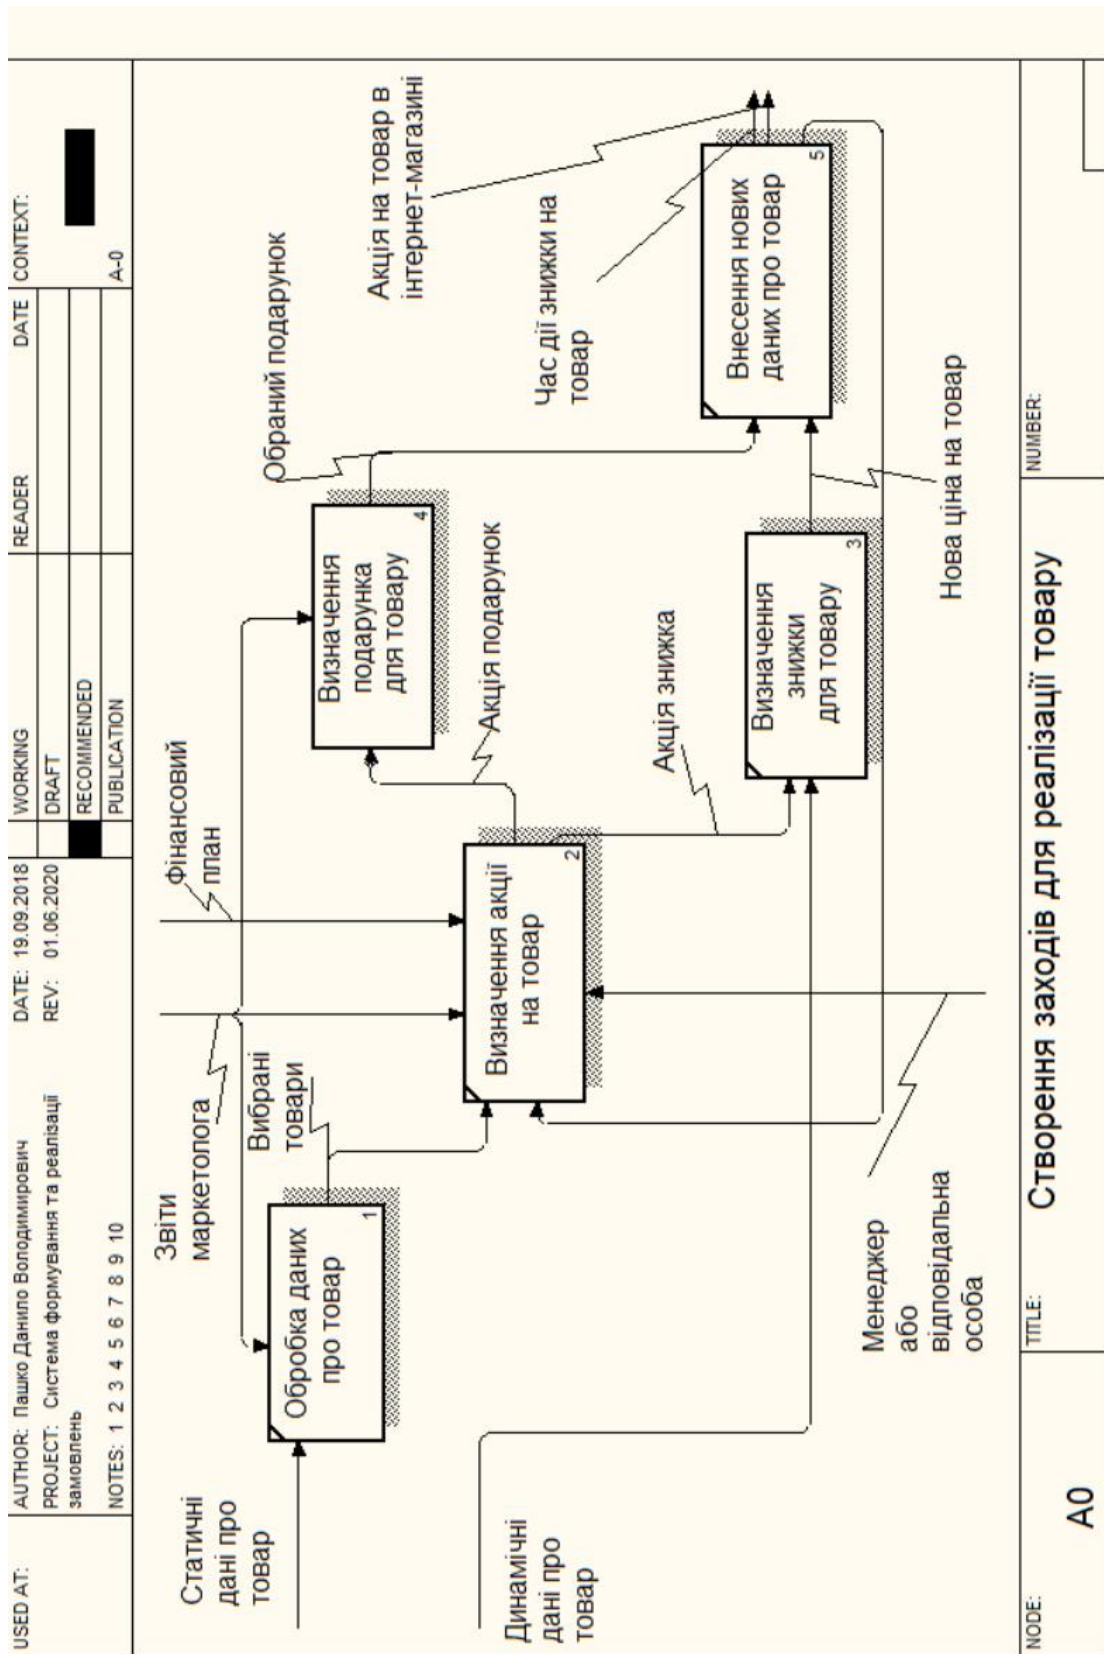 USED AT:
AUTHOR: Пашко Данило Володимирович
PROJECT: Система формування та реалізації
замовлень
NOTES: 1 2 3 4 5 6 7 8 9 10
DATE: 19.09.2018
REV: 01.06.2020
WORKING
DRAFT
RECOMMENDED
PUBLICATION
READER
DATE
CONTEXT:
A-0
Статичні
дані про
товар
Динамічні
дані про
товар
Обробка даних
про товар
1
Звіти
маркетолога
Вибрані
товари
Фінансовий
план
Визначення акції
на товар
2
Менеджер
або
відповідальна
особа
Акція подарунок
Акція знижка
Визначення
подарунка
для товару
4
Визначення
знижки
для товару
3
Обраний подарунок
Нова ціна на товар
Акція на товар в
інтернет-магазині
Час дії знижки на
товар
Внесення нових
даних про товар
5
NODE:
A0
TITLE:
Створення заходів для реалізації товару
NUMBER: